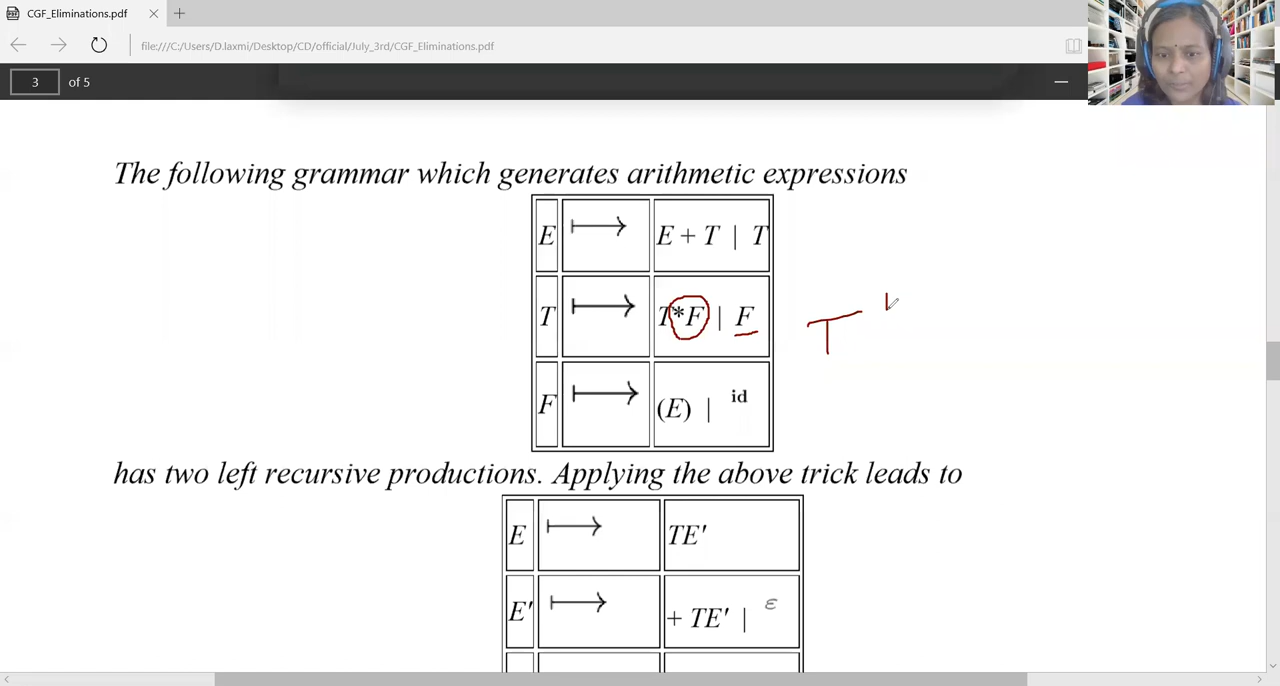 CGF_Eliminations.pdf
file:///C:/Users/D.laxmi/Desktop/CD/official/July_3rd/CGF_Eliminations.pdf
3 of 5
The following grammar which generates arithmetic expressions
E ⟼ E + T | T
T ⟼ T*F | F
T
F ⟼ (E) | id
has two left recursive productions. Applying the above trick leads to
E ⟼ TE'
E' ⟼ + TE' | ε